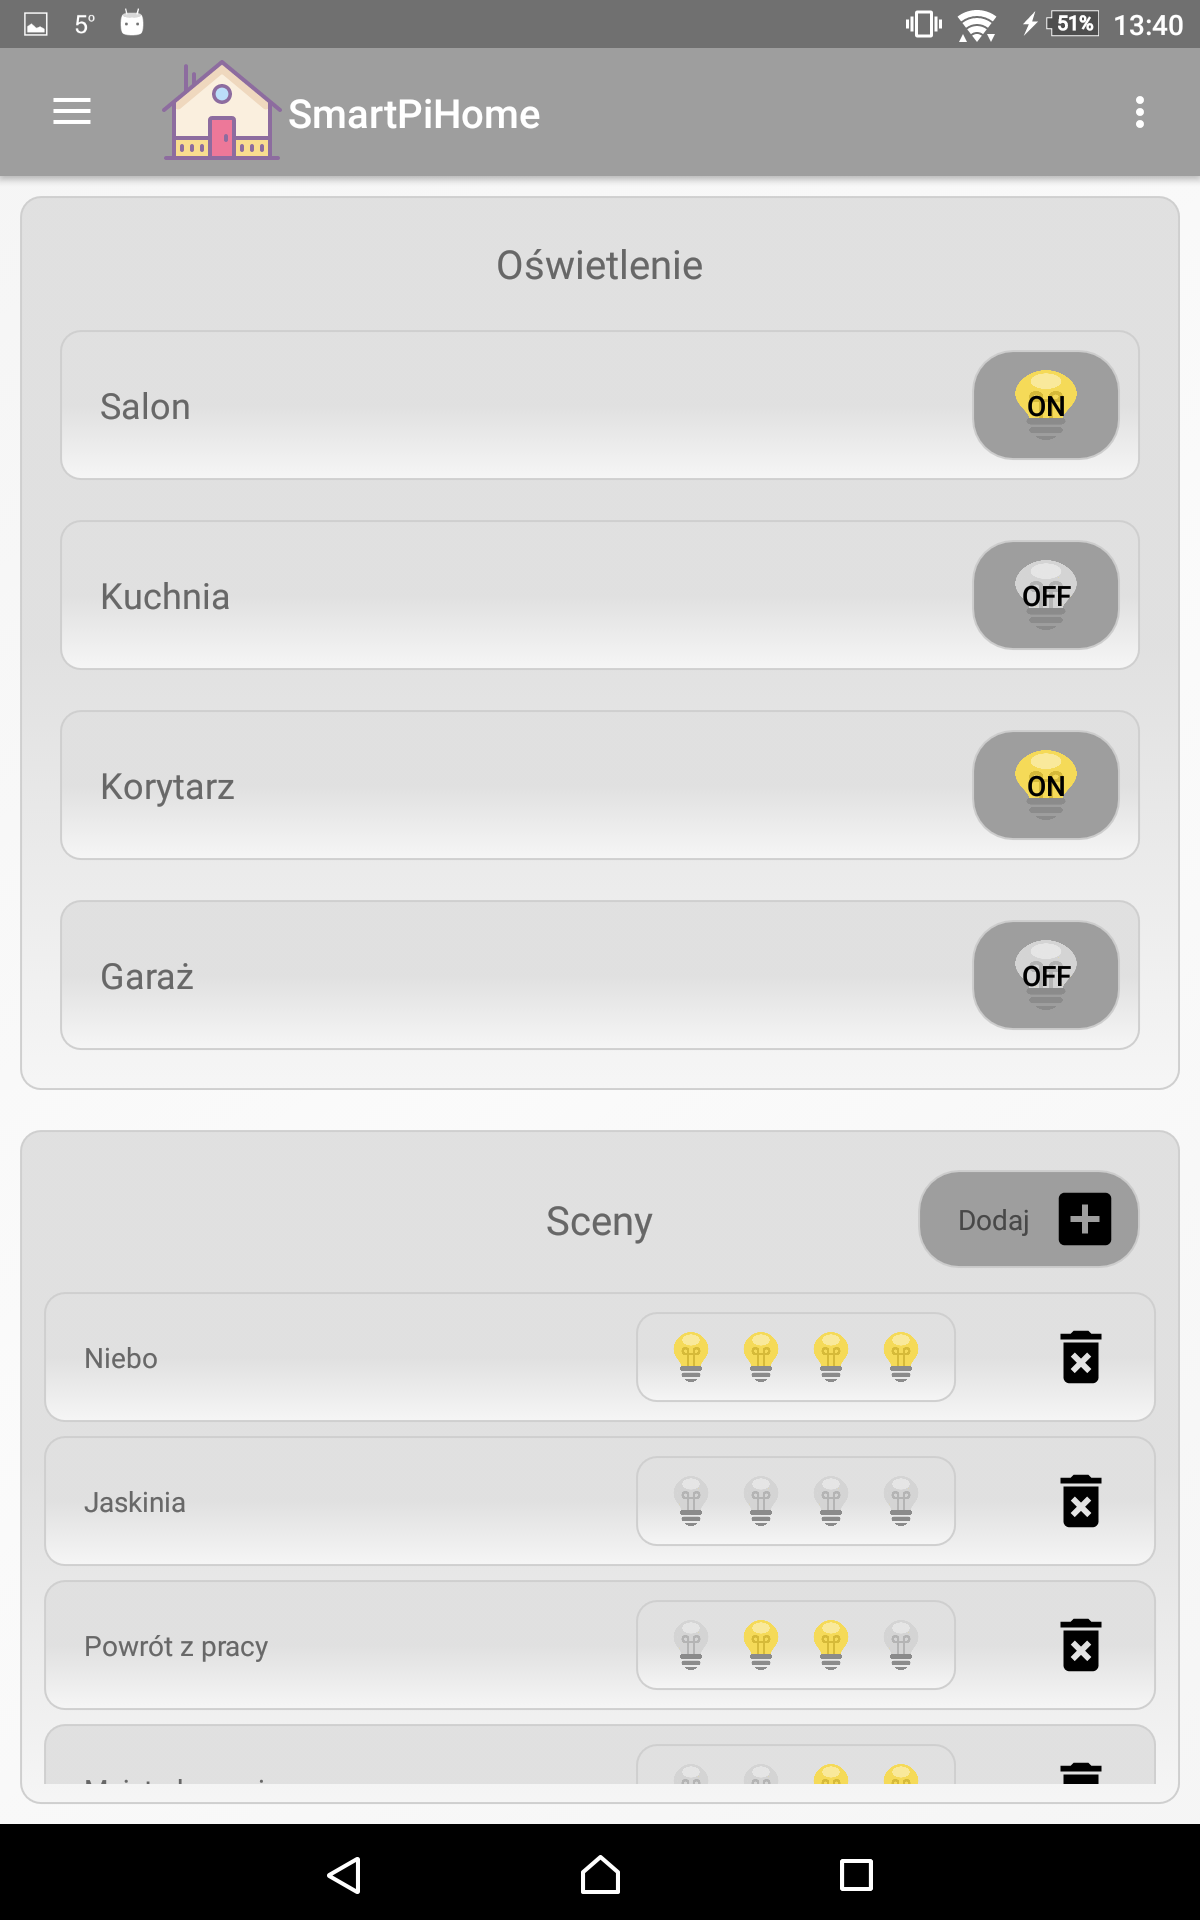 5° 51% 13:40
SmartPiHome
Oświetlenie
Salon ON
Kuchnia OFF
Korytarz ON
Garaż OFF
Sceny Dodaj
Niebo
Jaskinia
Powrót z pracy